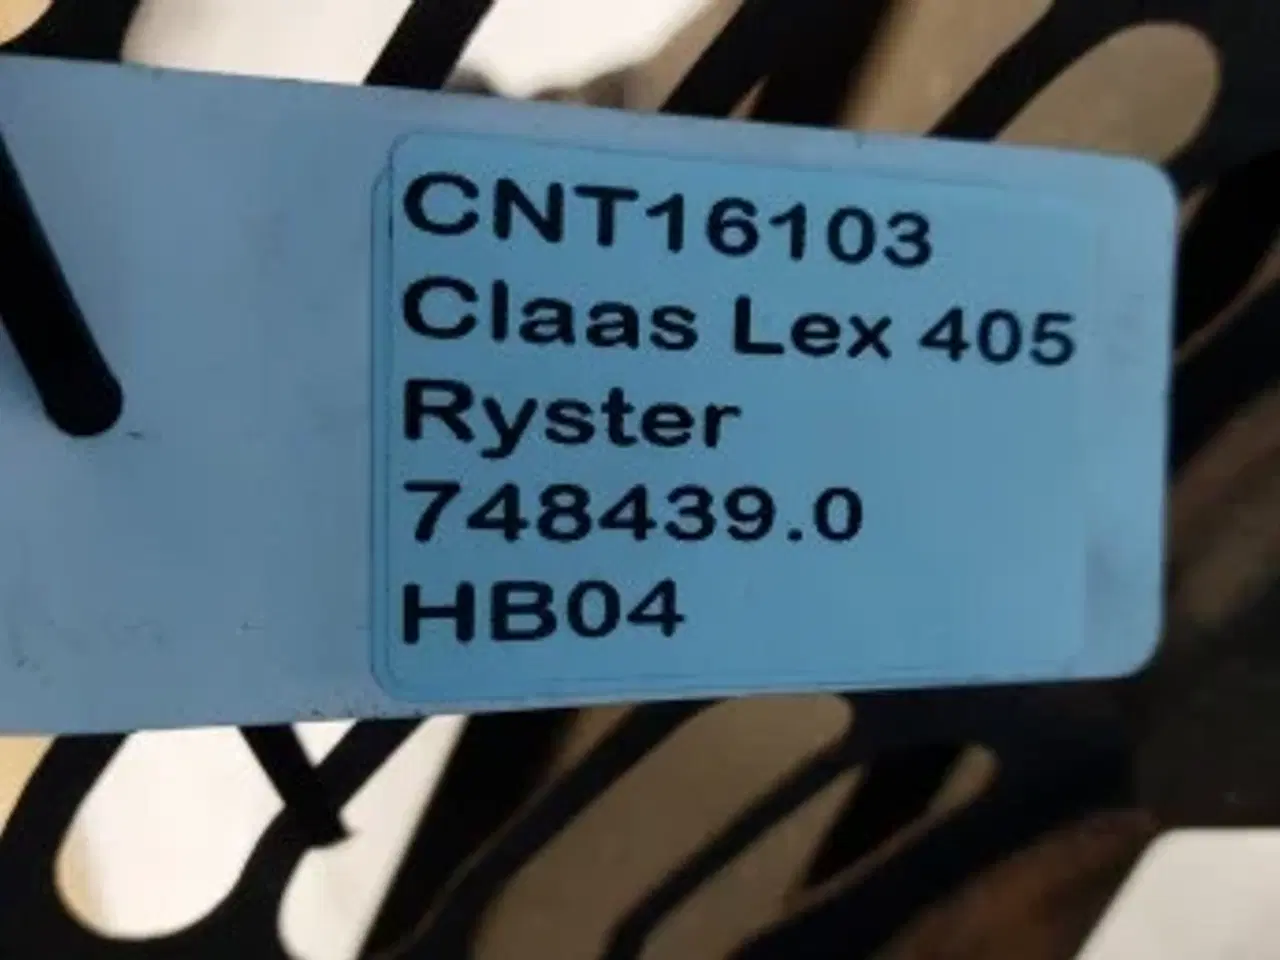 CNT16103
Claas Lex 405
Ryster
748439.0
HB04